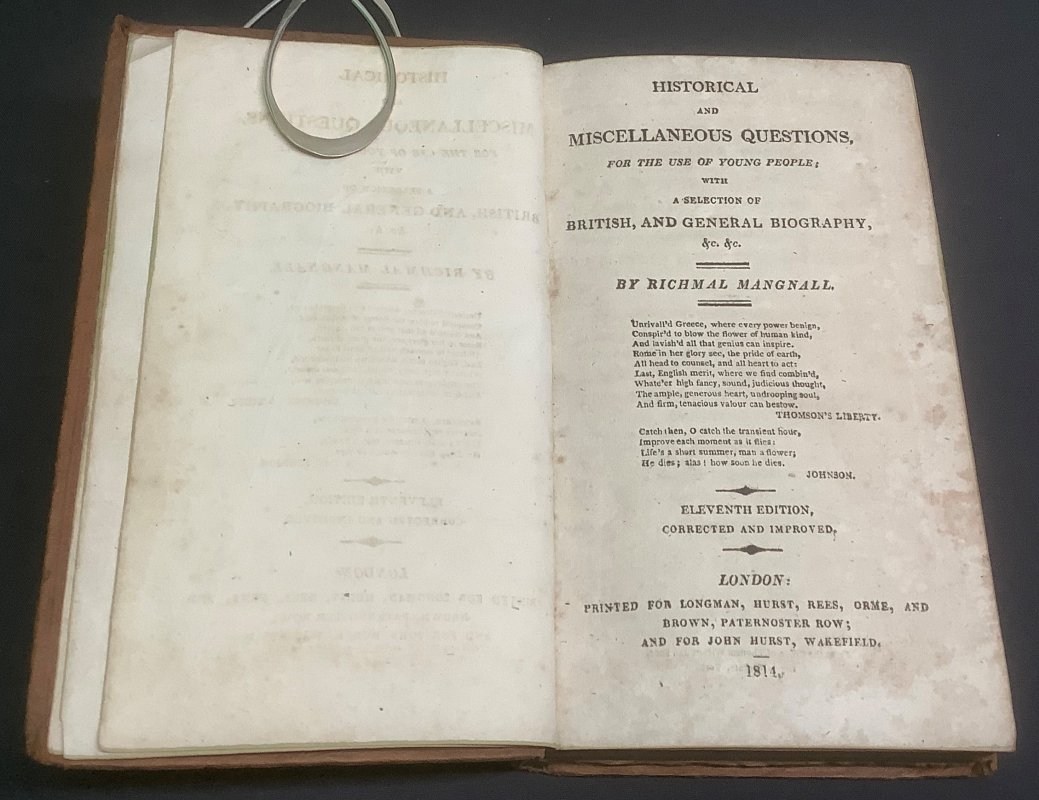 HISTORICAL
AND
MISCELLANEOUS QUESTIONS,
FOR THE USE OF YOUNG PEOPLE;
WITH
A SELECTION OF
BRITISH, AND GENERAL BIOGRAPHY,
&c. &c.
BY RICHMAL MANGNALL.
Unrivall'd Greece, where every power benign,
Conspir'd to blow the flower of human kind,
And lavish'd all that genius can inspire.
Rome in her glory see, the pride of earth,
All head to counsel, and all heart to act:
Last, English merit, where we find combin'd,
Whate'er high fancy, sound, judicious thought,
The ample, generous heart, undrooping soul,
And firm, tenacious valour can bestow.
THOMSON'S LIBERTY.
Catch then, O catch the transient hour,
Improve each moment as it flies:
Life's a short summer, man a flower;
He dies; alas! how soon he dies.
JOHNSON.
ELEVENTH EDITION,
CORRECTED AND IMPROVED.
LONDON:
PRINTED FOR LONGMAN, HURST, REES, ORME, AND
BROWN, PATERNOSTER ROW;
AND FOR JOHN HURST, WAKEFIELD.
1814.